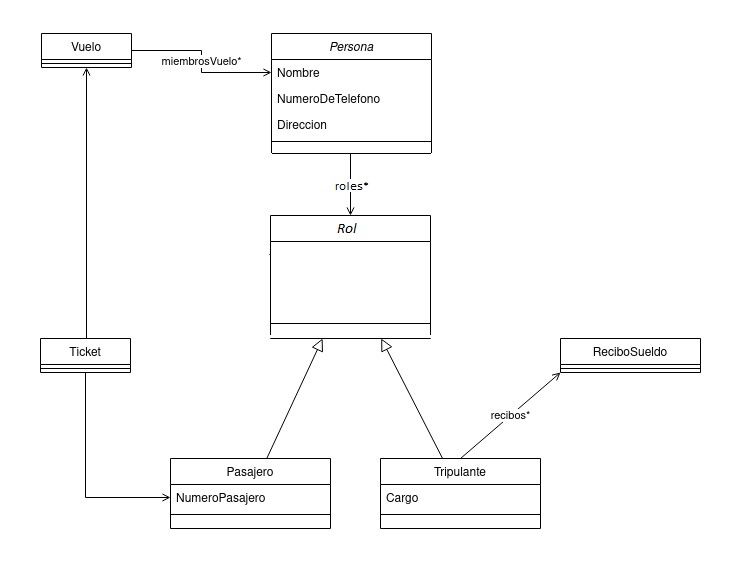 Vuelo
miembrosVuelo*
Persona
Nombre
NumeroDeTelefono
Direccion
roles*
Rol
Ticket
ReciboSueldo
recibos*
Pasajero
NumeroPasajero
Tripulante
Cargo